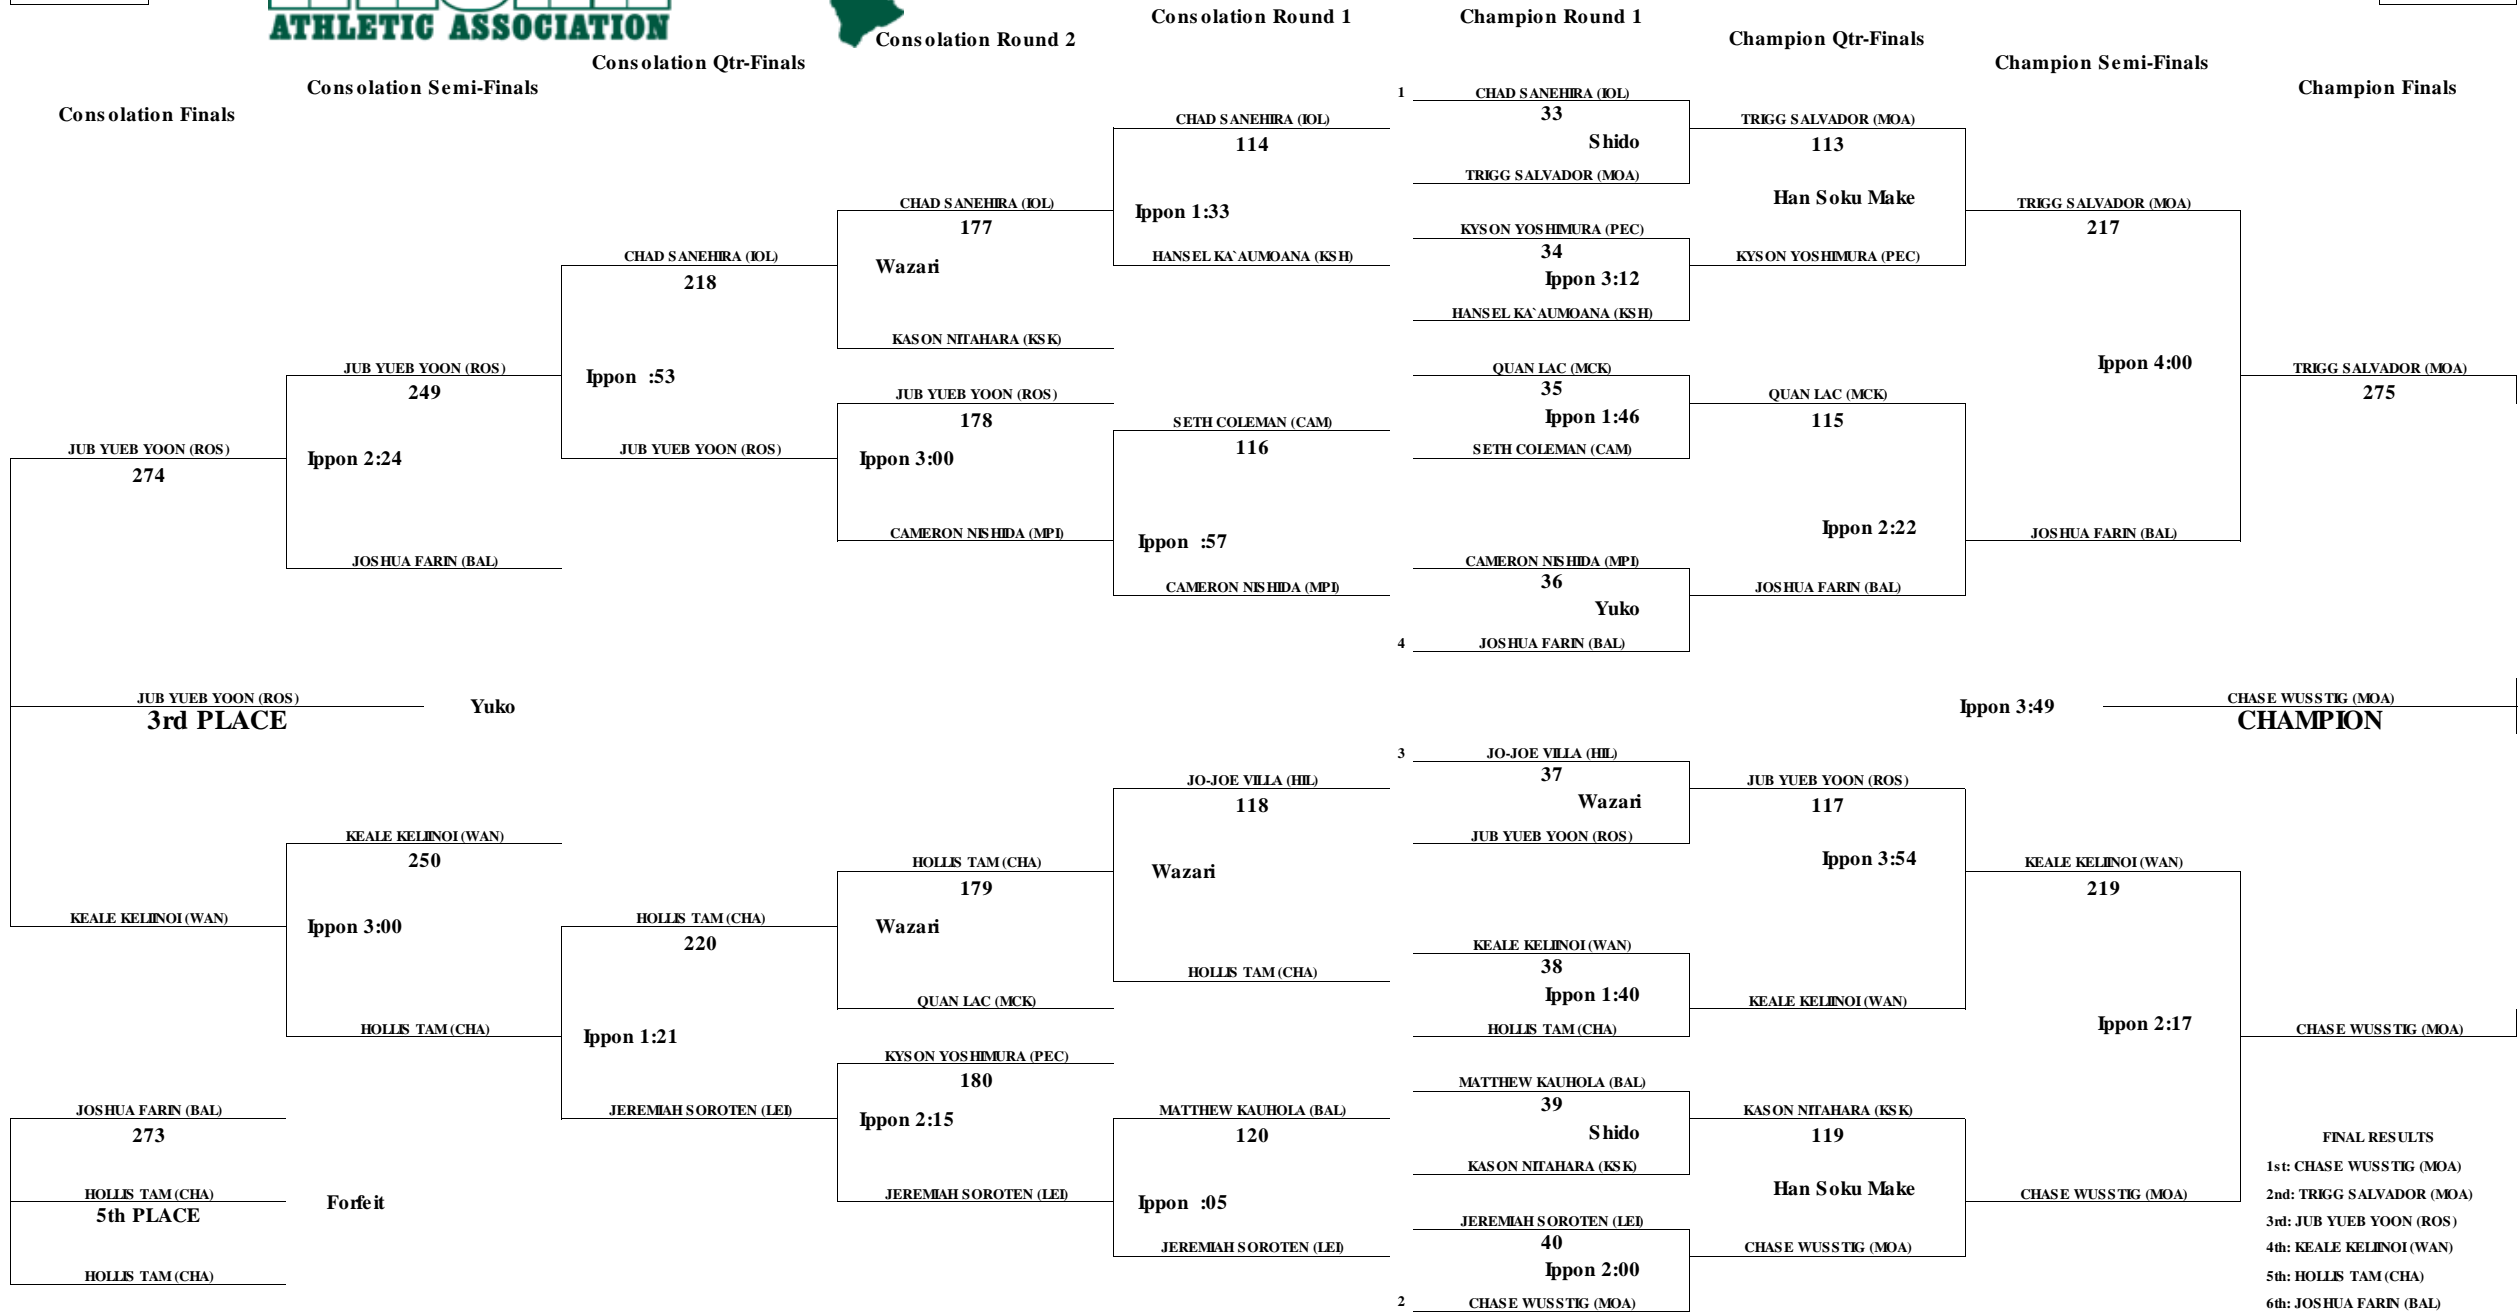 ATHLETIC ASSOCIATION
Consolation Finals
Consolation Semi-Finals
Consolation Qtr-Finals
Consolation Round 2
Consolation Round 1
Champion Round 1
Champion Qtr-Finals
Champion Semi-Finals
Champion Finals
JUB YUEB YOON (ROS)
274
KEALE KELIINOI (WAN)
JUB YUEB YOON (ROS)
3rd PLACE
Yuko
JOSHUA FARIN (BAL)
273
HOLLIS TAM (CHA)
5th PLACE
Forfeit
HOLLIS TAM (CHA)
JUB YUEB YOON (ROS)
249
Ippon 2:24
JOSHUA FARIN (BAL)
KEALE KELIINOI (WAN)
250
Ippon 3:00
HOLLIS TAM (CHA)
CHAD SANEHIRA (IOL)
218
Ippon :53
JUB YUEB YOON (ROS)
HOLLIS TAM (CHA)
220
Ippon 1:21
JEREMIAH SOROTEN (LEI)
CHAD SANEHIRA (IOL)
177
Wazari
KASON NITAHARA (KSK)
JUB YUEB YOON (ROS)
178
Ippon 3:00
CAMERON NISHIDA (MPI)
HOLLIS TAM (CHA)
179
Wazari
QUAN LAC (MCK)
KYSON YOSHIMURA (PEC)
180
Ippon 2:15
JEREMIAH SOROTEN (LEI)
CHAD SANEHIRA (IOL)
114
Ippon 1:33
HANSEL KA`AUMOANA (KSH)
SETH COLEMAN (CAM)
116
Ippon :57
CAMERON NISHIDA (MPI)
JO-JOE VILLA (HIL)
118
Wazari
HOLLIS TAM (CHA)
MATTHEW KAUHOLA (BAL)
120
Ippon :05
JEREMIAH SOROTEN (LEI)
1 CHAD SANEHIRA (IOL)
33
Shido
TRIGG SALVADOR (MOA)
KYSON YOSHIMURA (PEC)
34
Ippon 3:12
HANSEL KA`AUMOANA (KSH)
QUAN LAC (MCK)
35
Ippon 1:46
SETH COLEMAN (CAM)
CAMERON NISHIDA (MPI)
36
Yuko
4 JOSHUA FARIN (BAL)
3 JO-JOE VILLA (HIL)
37
Wazari
JUB YUEB YOON (ROS)
KEALE KELIINOI (WAN)
38
Ippon 1:40
HOLLIS TAM (CHA)
MATTHEW KAUHOLA (BAL)
39
Shido
KASON NITAHARA (KSK)
JEREMIAH SOROTEN (LEI)
40
Ippon 2:00
2 CHASE WUSSTIG (MOA)
TRIGG SALVADOR (MOA)
113
Han Soku Make
KYSON YOSHIMURA (PEC)
QUAN LAC (MCK)
115
Ippon 2:22
JOSHUA FARIN (BAL)
JUB YUEB YOON (ROS)
117
Ippon 3:54
KEALE KELIINOI (WAN)
KASON NITAHARA (KSK)
119
Han Soku Make
CHASE WUSSTIG (MOA)
TRIGG SALVADOR (MOA)
217
Ippon 4:00
JOSHUA FARIN (BAL)
KEALE KELIINOI (WAN)
219
Ippon 2:17
CHASE WUSSTIG (MOA)
TRIGG SALVADOR (MOA)
275
Ippon 3:49
CHASE WUSSTIG (MOA)
CHAMPION
CHASE WUSSTIG (MOA)
FINAL RESULTS
1st: CHASE WUSSTIG (MOA)
2nd: TRIGG SALVADOR (MOA)
3rd: JUB YUEB YOON (ROS)
4th: KEALE KELIINOI (WAN)
5th: HOLLIS TAM (CHA)
6th: JOSHUA FARIN (BAL)